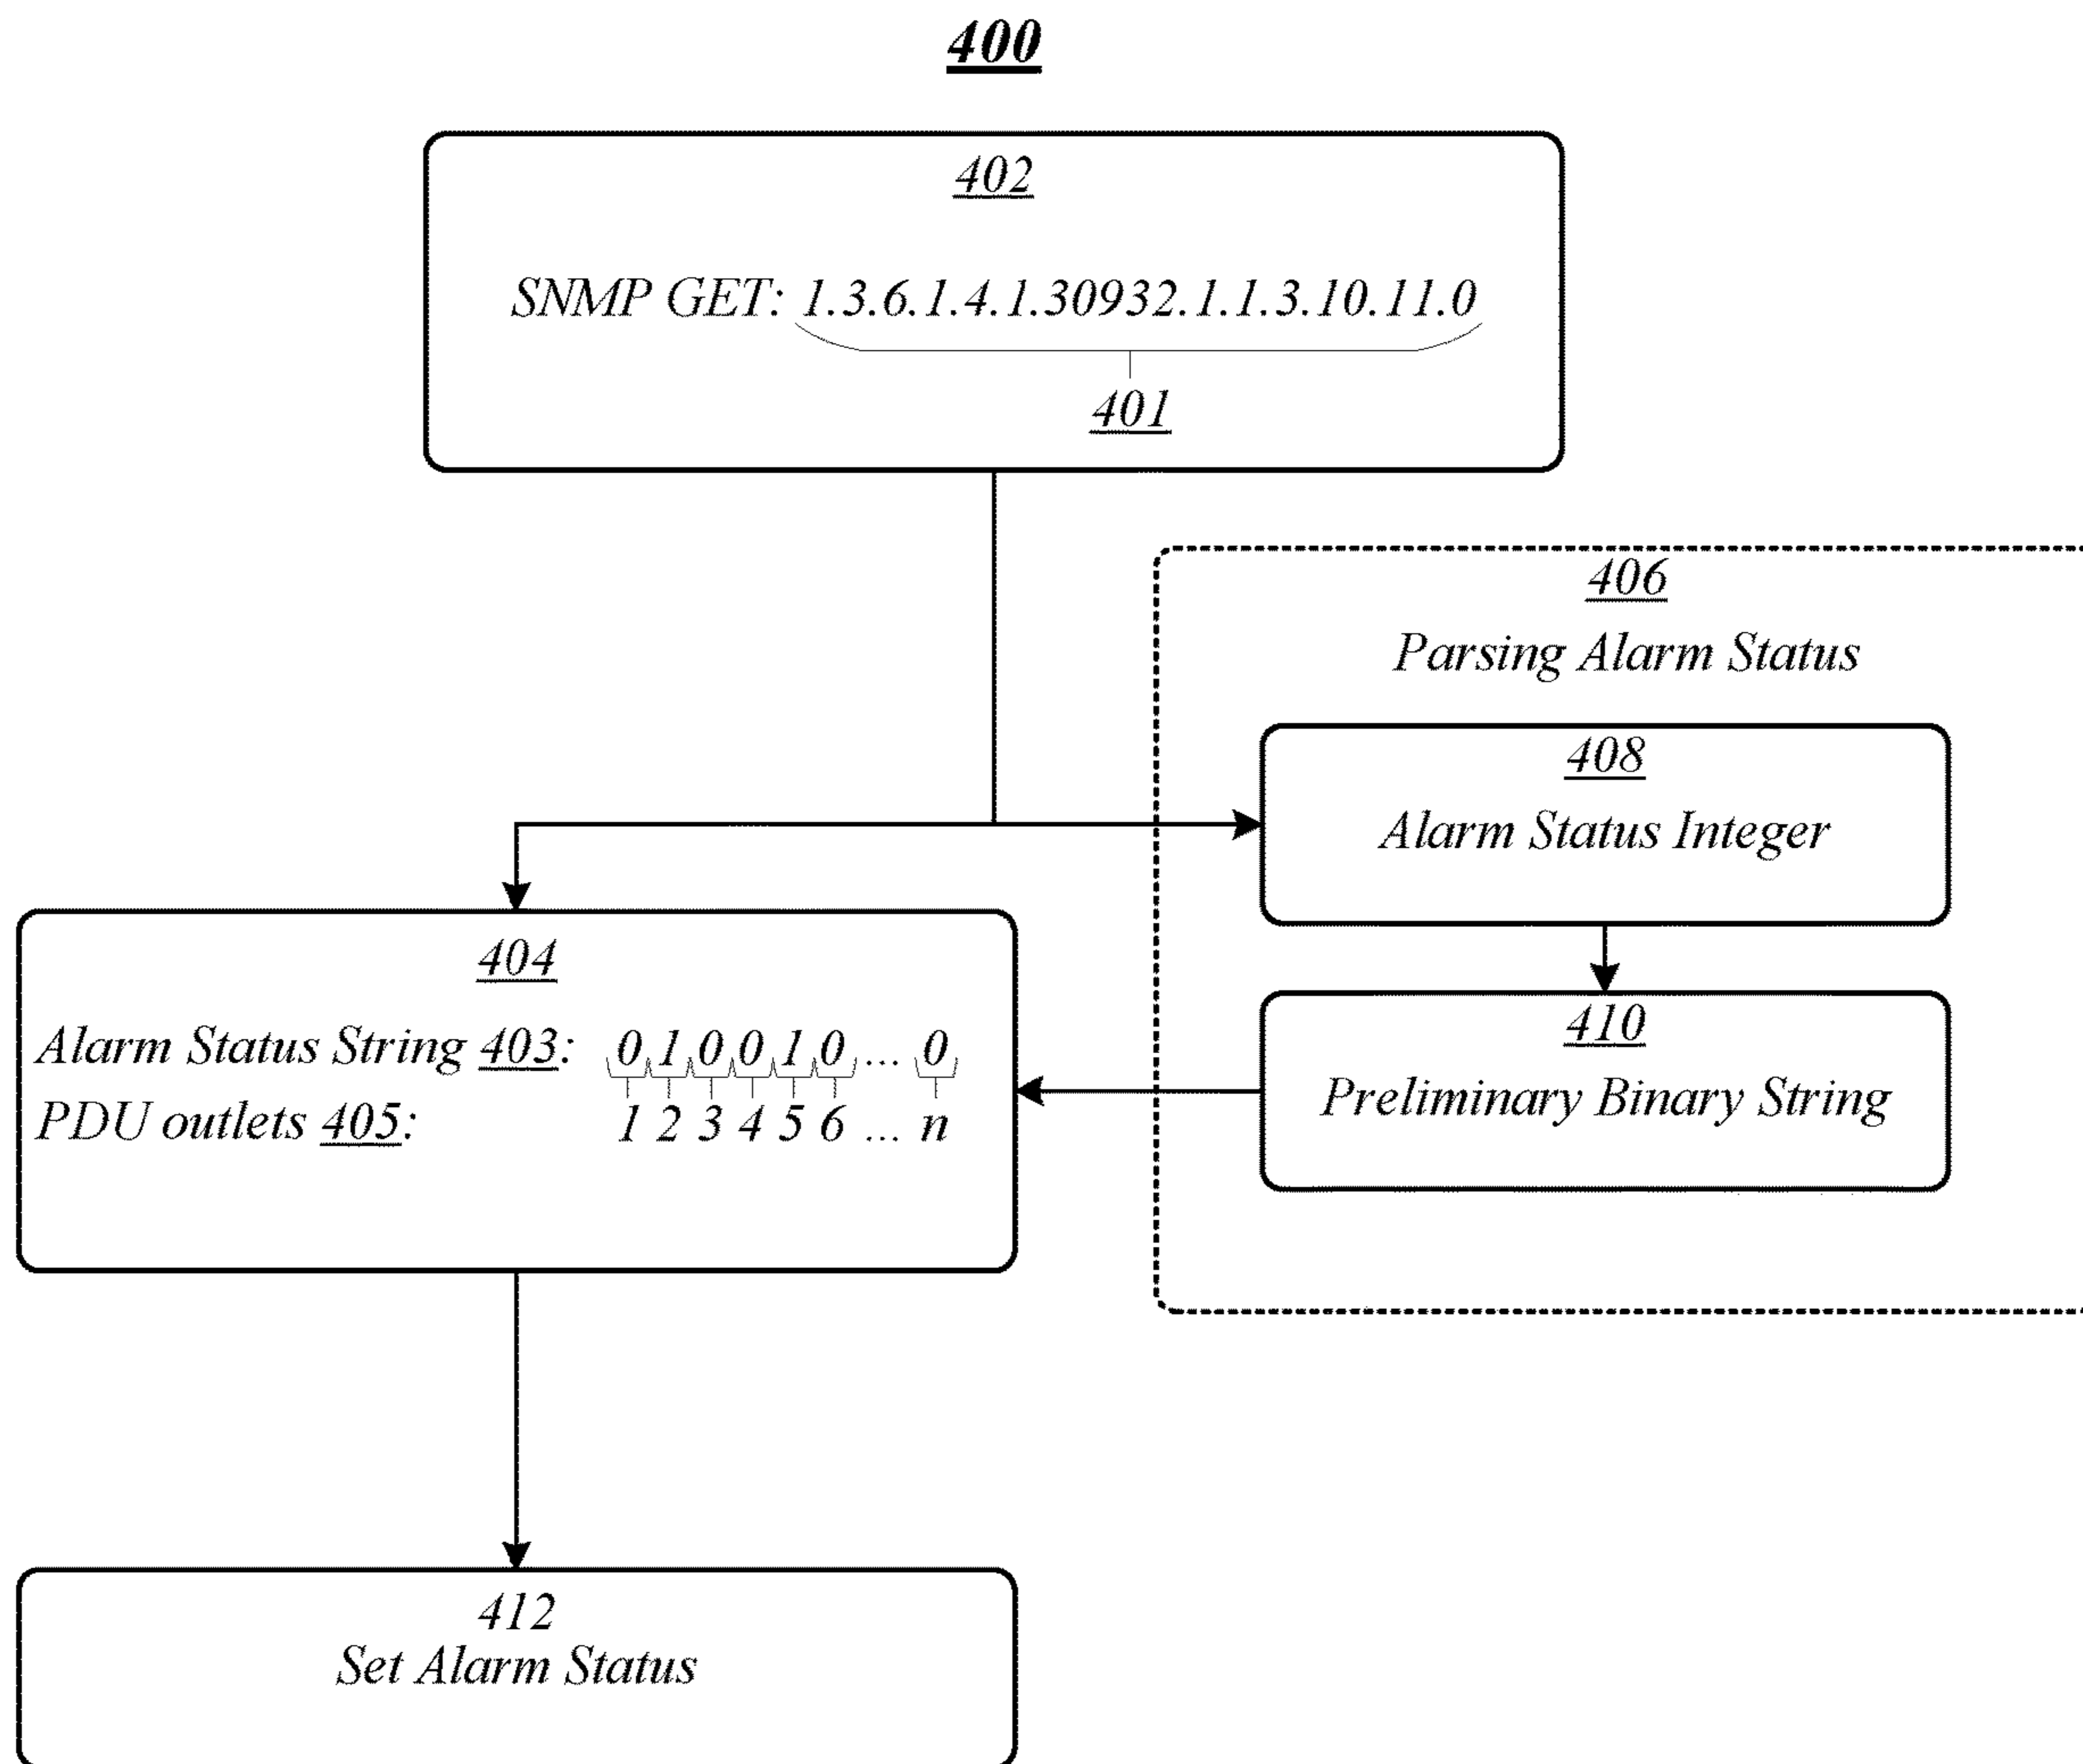 400
402
SNMP GET: 1.3.6.1.4.1.30932.1.1.3.10.11.0
401
406
Parsing Alarm Status
408
Alarm Status Integer
404
Alarm Status String 403: 0 1 0 0 1 0 ... 0
PDU outlets 405: 1 2 3 4 5 6 ... n
410
Preliminary Binary String
412
Set Alarm Status